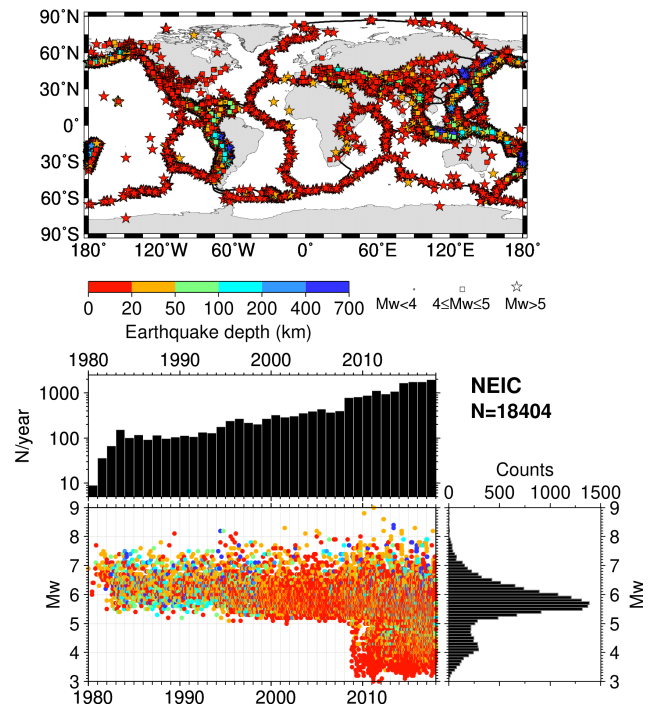 90˚N
60˚N
30˚N
0˚
30˚S
60˚S
90˚S
180˚ 120˚W 60˚W 0˚ 60˚E 120˚E 180˚
0 20 50 100 200 400 700
Earthquake depth (km)
Mw<4 4≤Mw≤5 Mw>5
1980 1990 2000 2010
1000
100
10
N/year
NEIC
N=18404
Counts
0 500 1000 1500
9
8
7
6
5
4
3
Mw
1980 1990 2000 2010
9
8
7
6
5
4
3
Mw